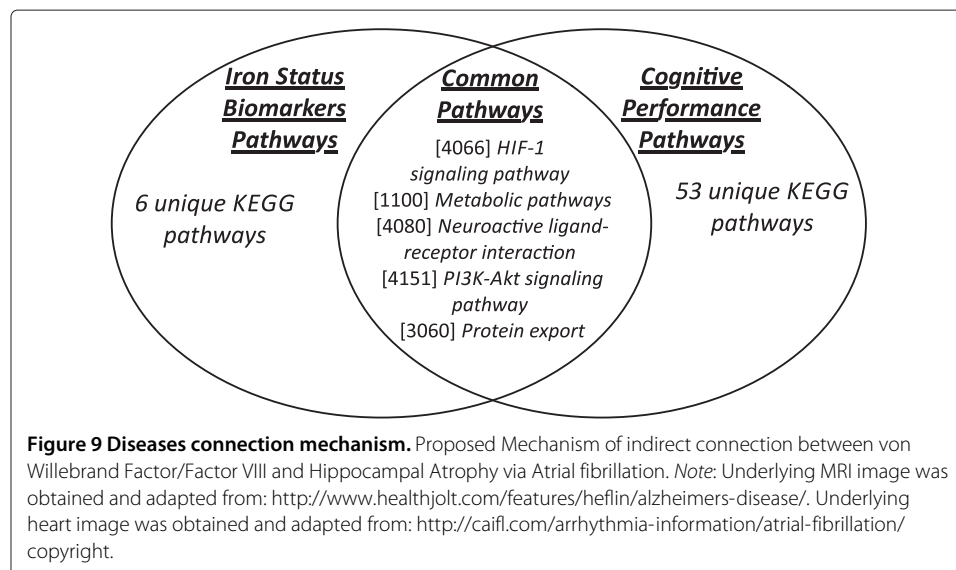 Iron Status
Biomarkers
Pathways
6 unique KEGG
pathways
Common
Pathways
[4066] HIF-1
signaling pathway
[1100] Metabolic pathways
[4080] Neuroactive ligand-
receptor interaction
[4151] PI3K-Akt signaling
pathway
[3060] Protein export
Cognitive
Performance
Pathways
53 unique KEGG
pathways
Figure 9 Diseases connection mechanism. Proposed Mechanism of indirect connection between von
Willebrand Factor/Factor VIII and Hippocampal Atrophy via Atrial fibrillation. Note: Underlying MRI image was
obtained and adapted from: http://www.healthjolt.com/features/heflin/alzheimers-disease/. Underlying
heart image was obtained and adapted from: http://caifl.com/arrhythmia-information/atrial-fibrillation/
copyright.